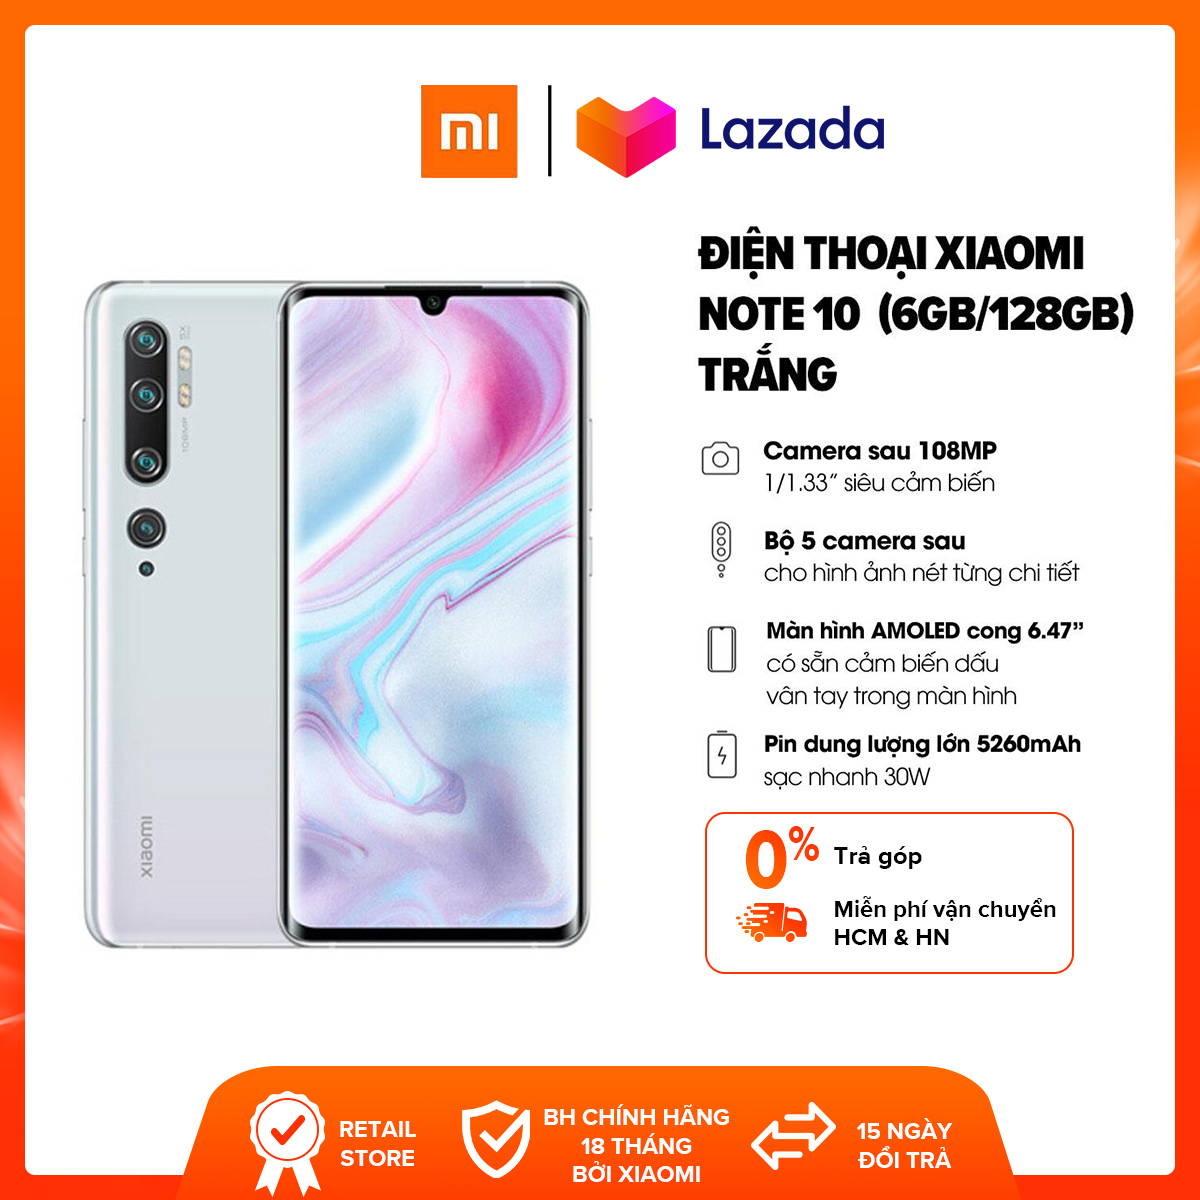 mi
Lazada
ĐIỆN THOẠI XIAOMI
NOTE 10 (6GB/128GB)
TRẮNG
5X
108MP
xiaomi
Camera sau 108MP
1/1.33” siêu cảm biến
Bộ 5 camera sau
cho hình ảnh nét từng chi tiết
Màn hình AMOLED cong 6.47”
có sẵn cảm biến dấu
vân tay trong màn hình
Pin dung lượng lớn 5260mAh
sạc nhanh 30W
0% Trả góp
Miễn phí vận chuyển
HCM & HN
RETAIL
STORE
BH CHÍNH HÃNG
18 THÁNG
BỞI XIAOMI
15 NGÀY
ĐỔI TRẢ